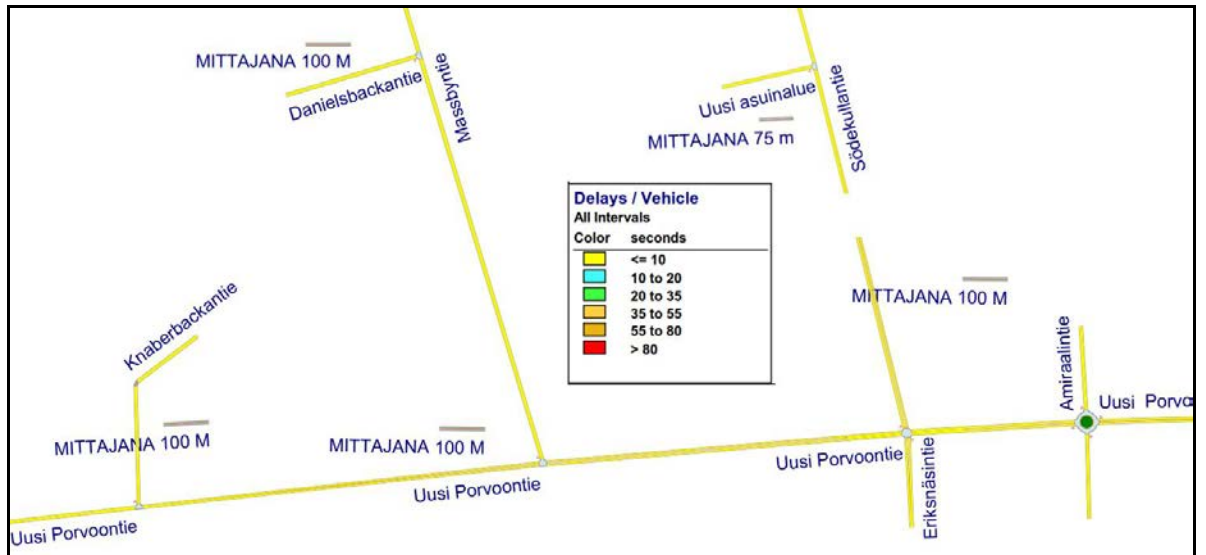 MITTAJANA 100 M
Danielsbackantie
Massbyntie
Uusi asuinalue
MITTAJANA 75 m
Södekullantie
Delays / Vehicle
All Intervals
Color seconds
<= 10
10 to 20
20 to 35
35 to 55
55 to 80
> 80
MITTAJANA 100 M
Knaberbackantie
Amiraalintie
Uusi Porva
MITTAJANA 100 M
MITTAJANA 100 M
Uusi Porvoontie
Uusi Porvoontie
Uusi Porvoontie
Eriksnäsintie